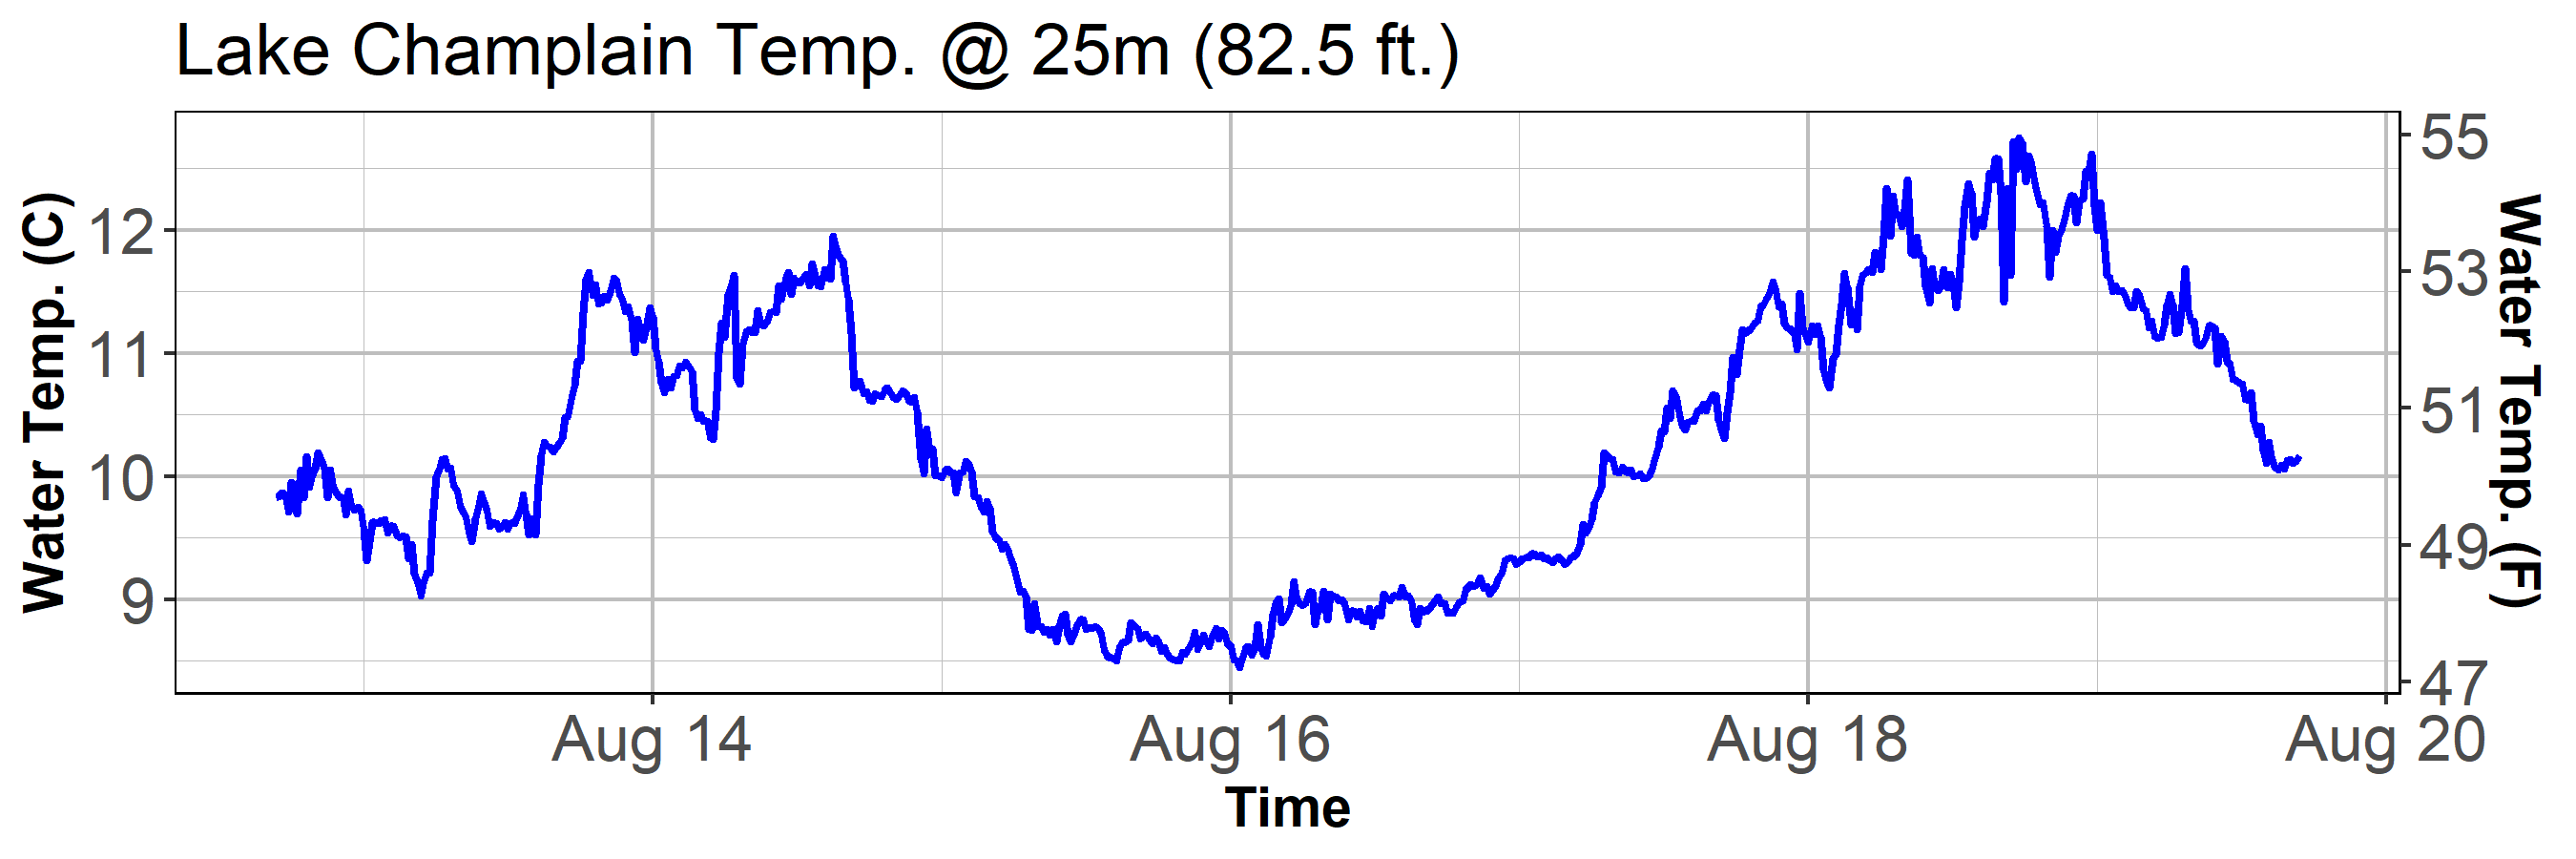 Lake Champlain Temp. @ 25m (82.5 ft.)
Water Temp. (C)
12
11
10
9
55
53
51
49
47
Water Temp. (F)
Aug 14 Aug 16 Aug 18 Aug 20
Time